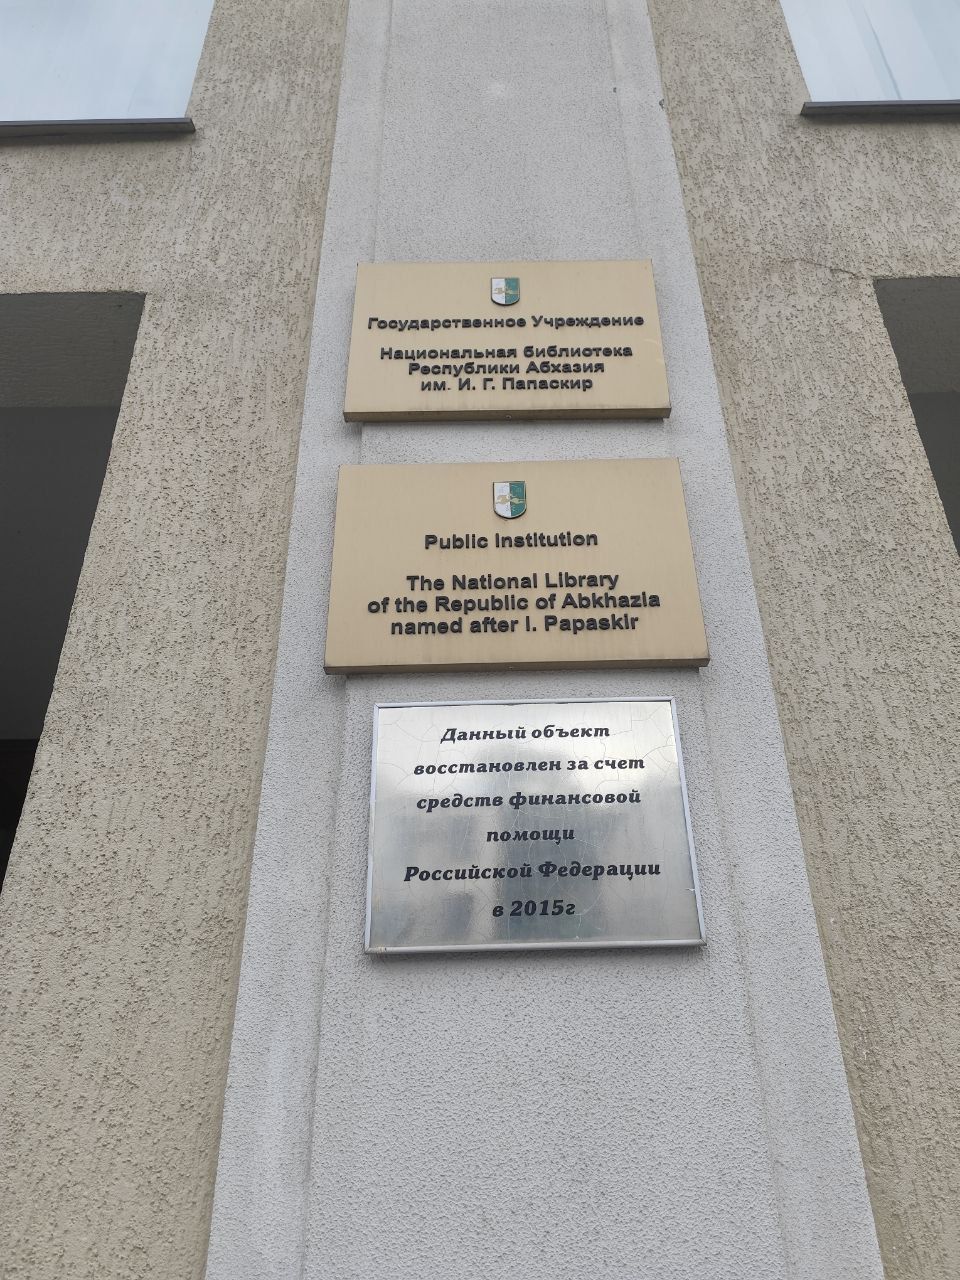 Государственное Учреждение
Национальная библиотека
Республики Абхазия
им. И. Г. Папаскир
Public Institution
The National Library
of the Republic of Abkhazia
named after I. Papaskir
Данный объект
восстановлен за счет
средств финансовой
помощи
Российской Федерации
в 2015г